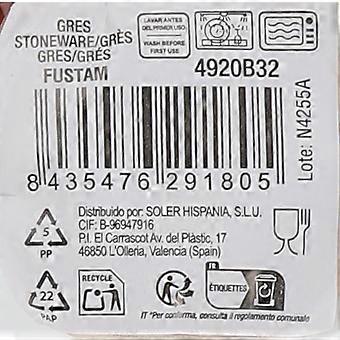 GRES
STONEWARE/GRÈS
GRES/GRÉS
FUSTAM
LAVAR ANTES
DEL PRIMER USO
WASH BEFORE
FIRST USE
4920B32
Lote: N4255A
8 435476 291805
Distribuido por: SOLER HISPANIA, S.L.U.
CIF: B-96947916
P.I. El Carrascot Av. del Plàstic, 17
46850 L'Olleria, Valencia (Spain)
5
PP
22
PAP
RECYCLE
FR
ÉTIQUETTES
IT *Per conferma, consulta il regolamento comunale